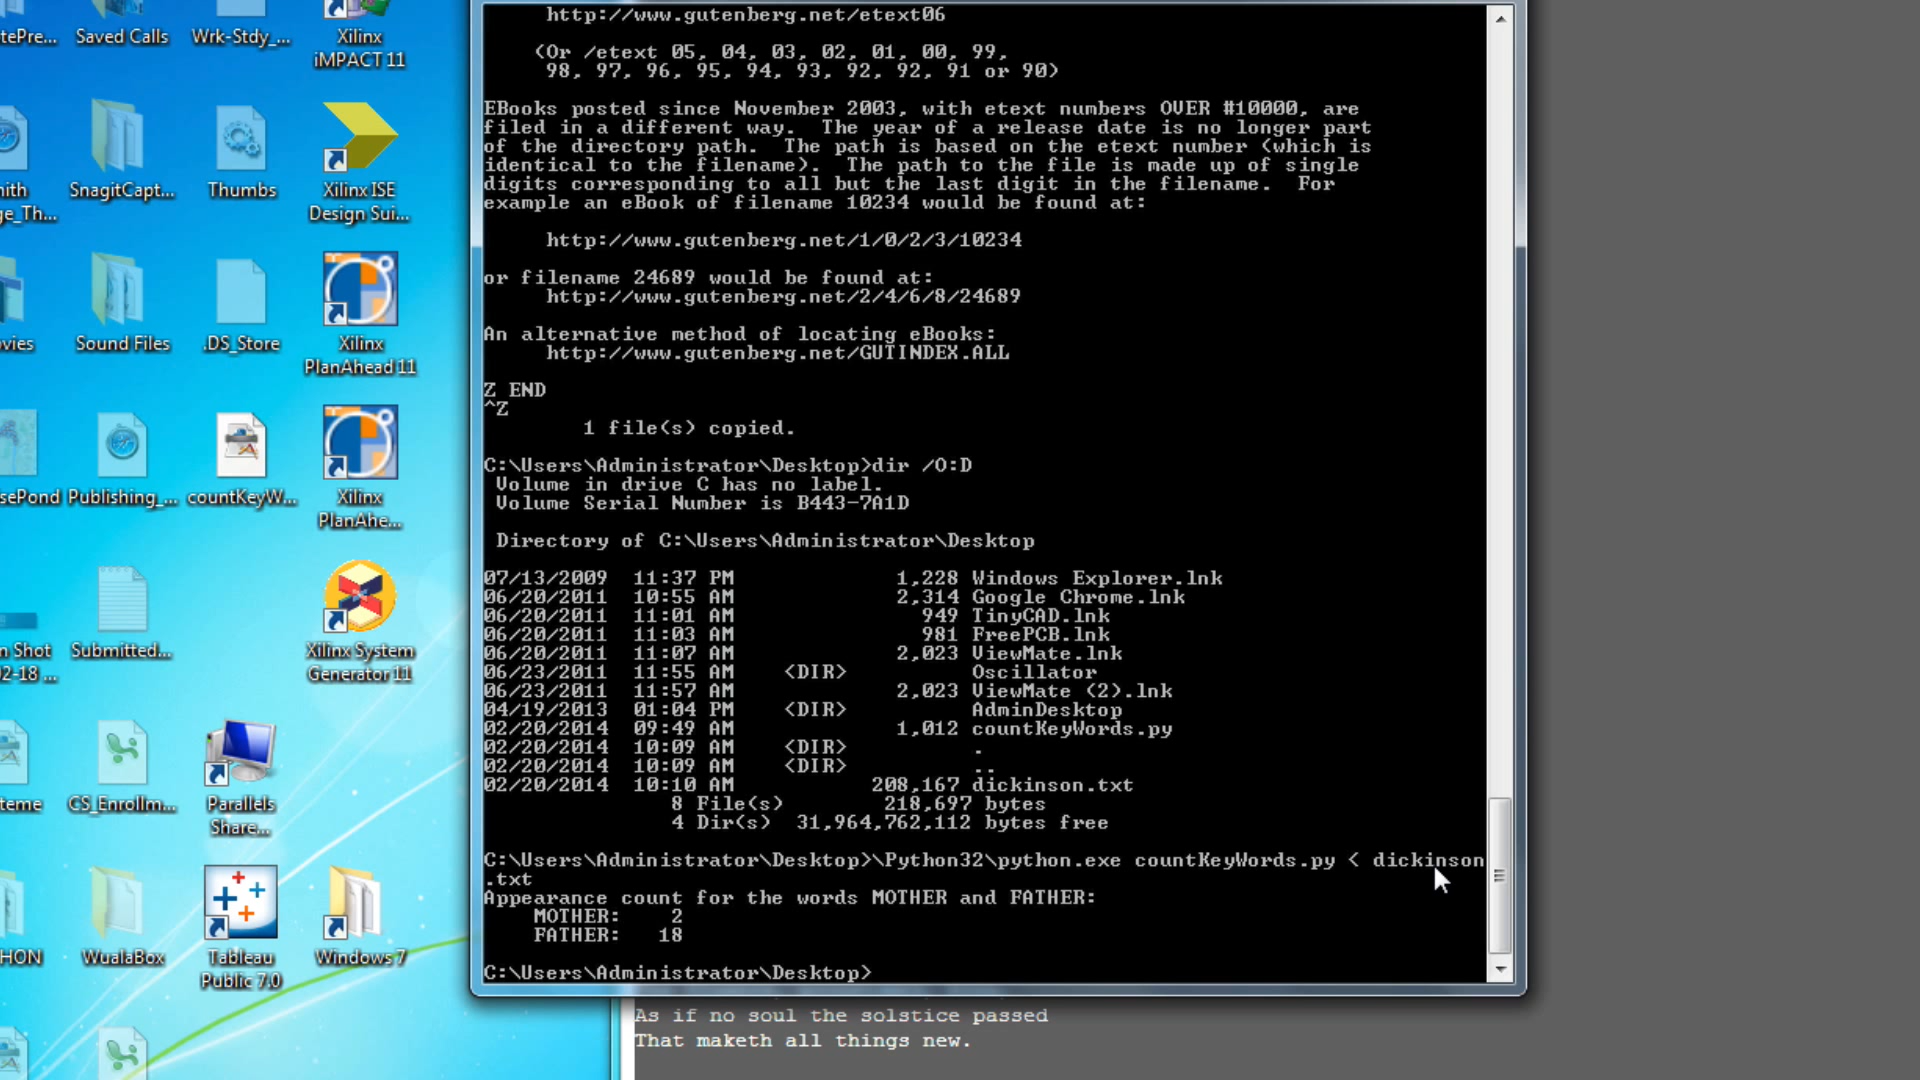 tePre...
Saved Calls
Wrk-Stdy_...
Xilinx
iMPACT 11
SnagitCapt...
Thumbs
Xilinx ISE
Design Sui...
Sound Files
.DS_Store
Xilinx
PlanAhead 11
Publishing_...
countKeyW...
Xilinx
PlanAhe...
Submitted...
Xilinx System
Generator 11
CS_Enrollm...
Parallels
Share...
WualaBox
Tableau
Public 7.0
Windows 7
http://www.gutenberg.net/etext06
(Or /etext 05, 04, 03, 02, 01, 00, 99,
98, 97, 96, 95, 94, 93, 92, 92, 91 or 90)
EBooks posted since November 2003, with etext numbers OVER #10000, are
filed in a different way.  The year of a release date is no longer part
of the directory path.  The path is based on the etext number (which is
identical to the filename).  The path to the file is made up of single
digits corresponding to all but the last digit in the filename.  For
example an eBook of filename 10234 would be found at:
http://www.gutenberg.net/1/0/2/3/10234
or filename 24689 would be found at:
http://www.gutenberg.net/2/4/6/8/24689
An alternative method of locating eBooks:
http://www.gutenberg.net/GUTINDEX.ALL
Z END
^Z
1 file(s) copied.
C:\Users\Administrator\Desktop>dir /O:D
Volume in drive C has no label.
Volume Serial Number is B443-7A1D
Directory of C:\Users\Administrator\Desktop
07/13/2009  11:37 PM             1,228 Windows Explorer.lnk
06/20/2011  10:55 AM             2,314 Google Chrome.lnk
06/20/2011  11:01 AM               949 TinyCAD.lnk
06/20/2011  11:03 AM               981 FreePCB.lnk
06/20/2011  11:07 AM             2,023 ViewMate.lnk
06/23/2011  11:55 AM    <DIR>          Oscillator
06/23/2011  11:57 AM             2,023 ViewMate (2).lnk
04/19/2013  01:04 PM    <DIR>          AdminDesktop
02/20/2014  09:49 AM             1,012 countKeyWords.py
02/20/2014  10:09 AM    <DIR>          .
02/20/2014  10:09 AM    <DIR>          ..
02/20/2014  10:10 AM           208,167 dickinson.txt
8 File(s)        218,697 bytes
4 Dir(s)  31,964,762,112 bytes free
C:\Users\Administrator\Desktop>\Python32\python.exe countKeyWords.py < dickinson
.txt
Appearance count for the words MOTHER and FATHER:
MOTHER:    2
FATHER:   18
C:\Users\Administrator\Desktop>
As if no soul the solstice passed
That maketh all things new.